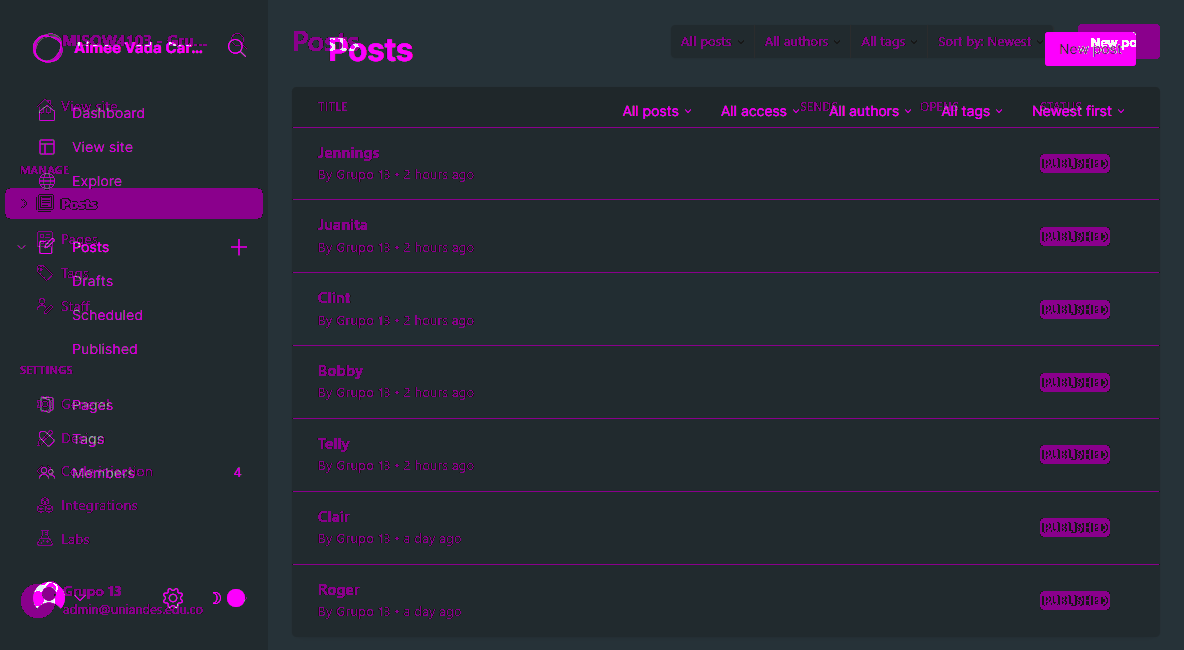 MISOW4103 - Gru...
Aimee Vada Car...
View site
Dashboard
View site
MANAGE
Explore
Posts
Pages
Posts
Tags
Drafts
Staff
Scheduled
Published
SETTINGS
Pages
Tags
Members 4
Integrations
Labs
Grupo 13
admin@uniandes.edu.co
Posts
Posts
All posts All authors All tags Sort by: Newest
New post
New post
TITLE SENDS OPENS STATUS
All posts All access All authors All tags Newest first
Jennings
By Grupo 13 • 2 hours ago
PUBLISHED
Juanita
By Grupo 13 • 2 hours ago
PUBLISHED
Clint
By Grupo 13 • 2 hours ago
PUBLISHED
Bobby
By Grupo 13 • 2 hours ago
PUBLISHED
Telly
By Grupo 13 • 2 hours ago
PUBLISHED
Clair
By Grupo 13 • a day ago
PUBLISHED
Roger
By Grupo 13 • a day ago
PUBLISHED